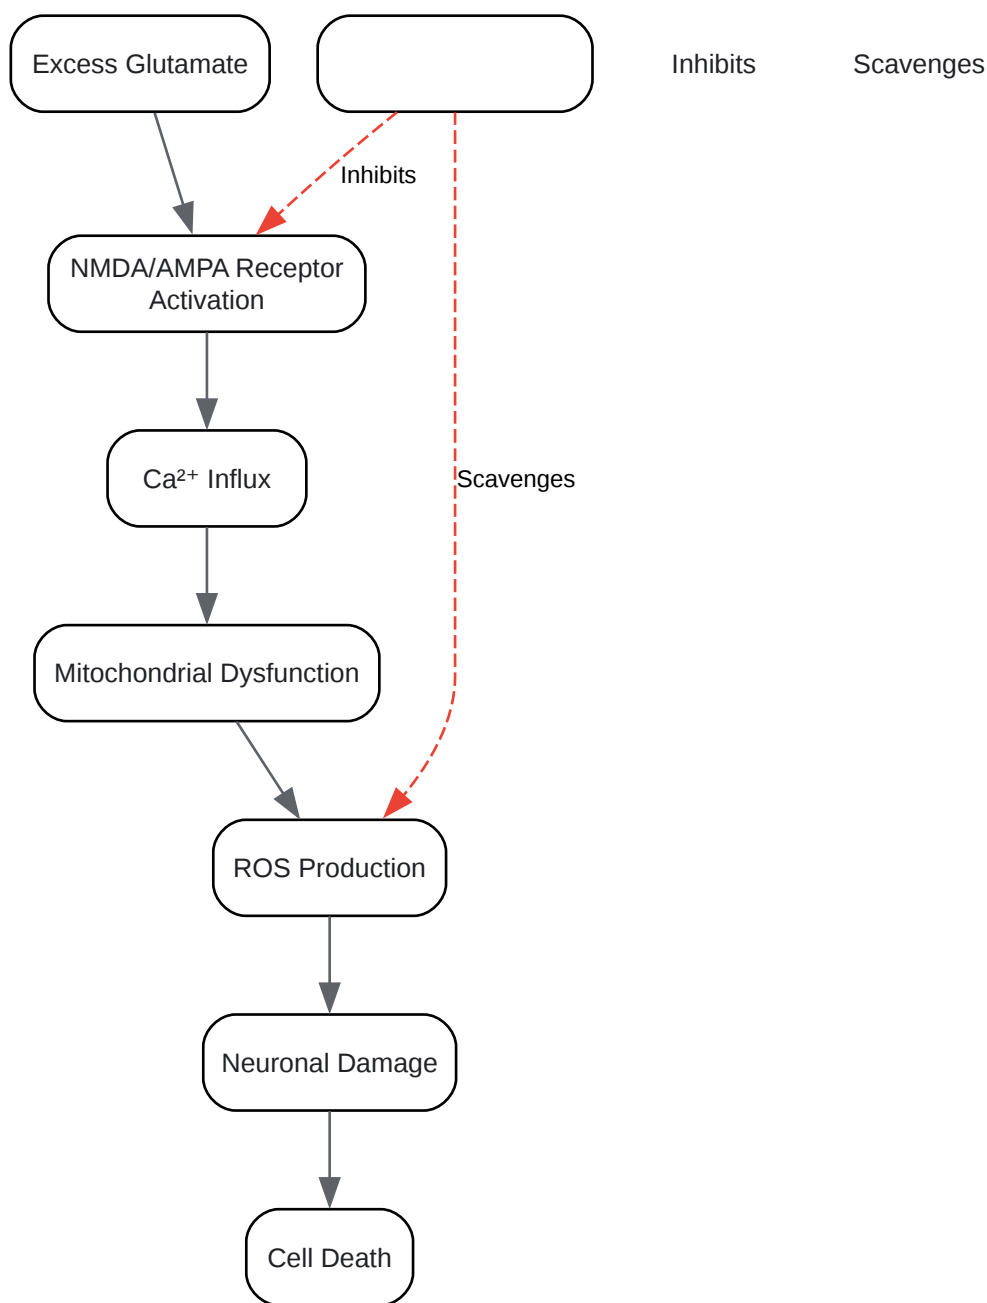 Excess Glutamate
Inhibits
Scavenges
Inhibits
NMDA/AMPA Receptor
Activation
Ca²⁺ Influx
Scavenges
Mitochondrial Dysfunction
ROS Production
Neuronal Damage
Cell Death